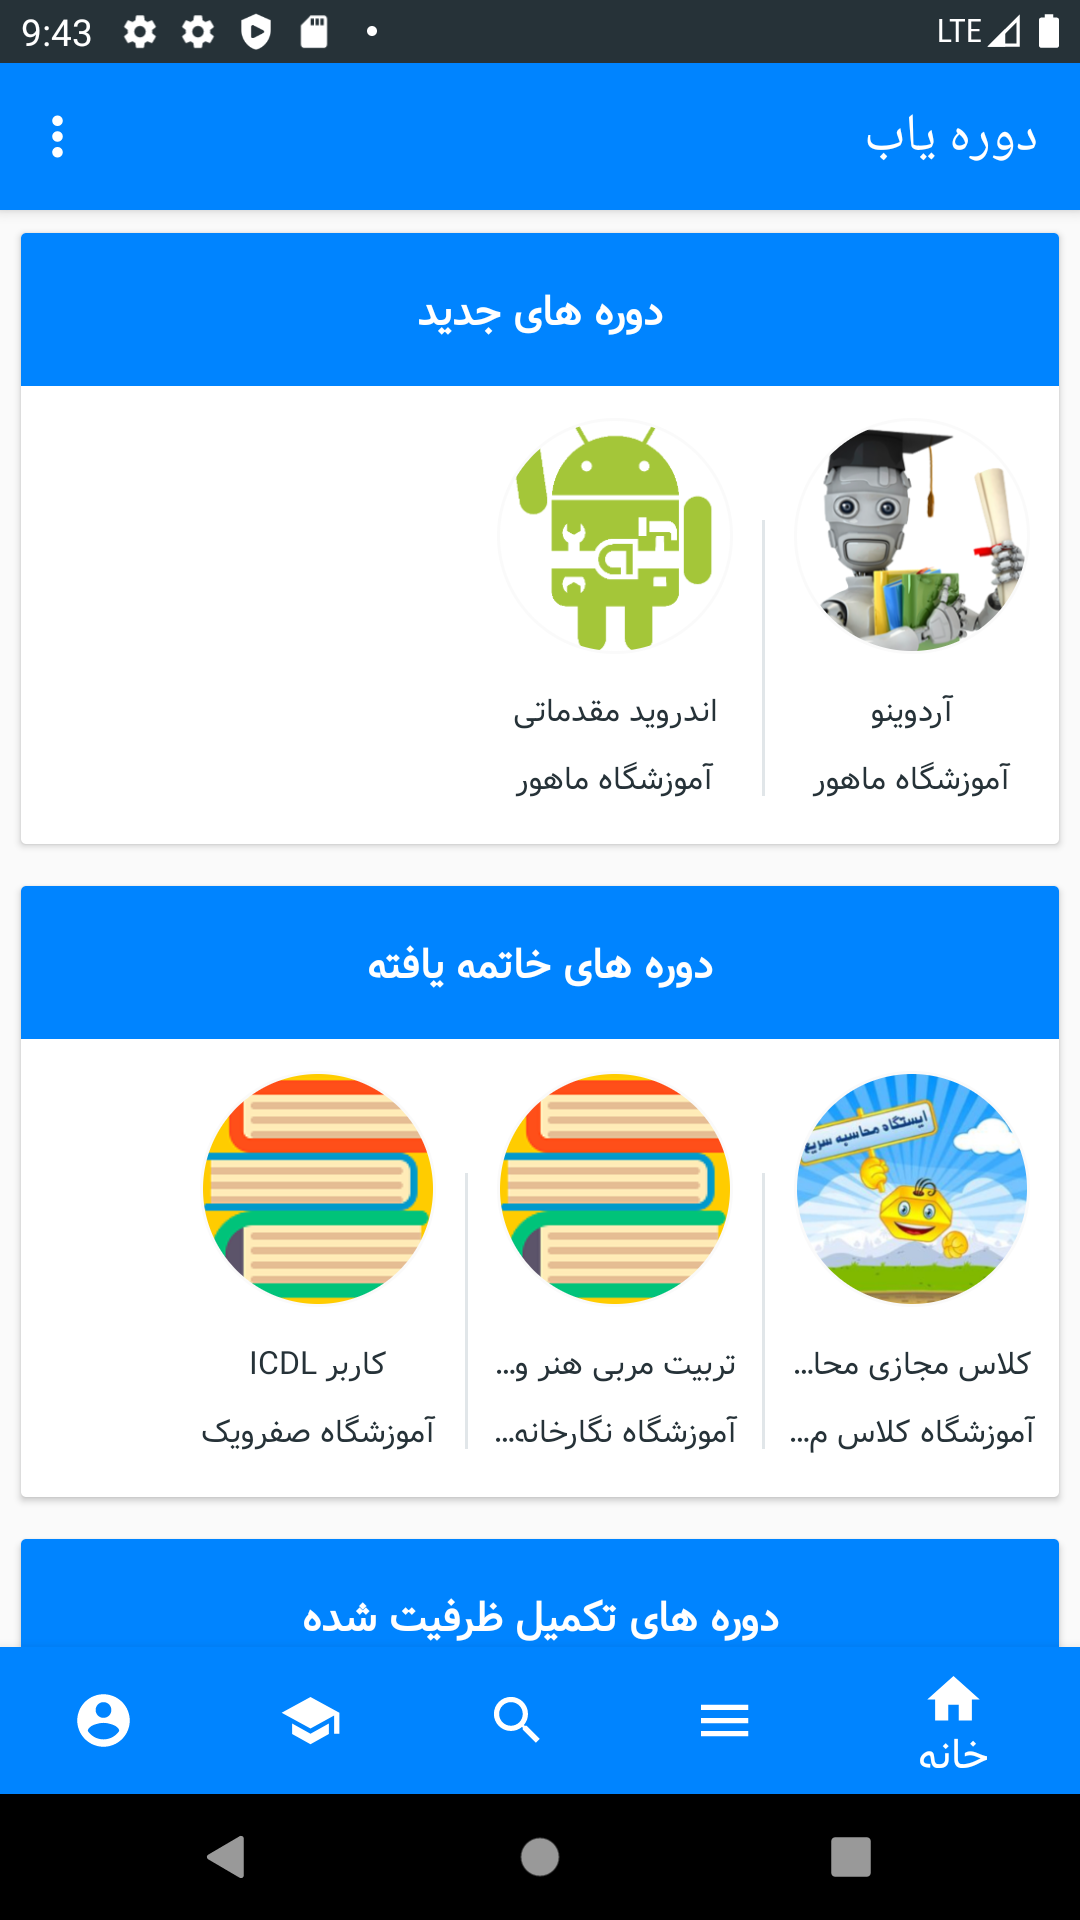 9:43
LTE
دوره یاب
دوره های جدید
آردوینو
آموزشگاه ماهور
اندروید مقدماتی
آموزشگاه ماهور
دوره های خاتمه یافته
ایستگاه محاسبه سریع
کلاس مجازی محا...
آموزشگاه کلاس م...
تربیت مربی هنر و...
آموزشگاه نگارخانه...
کاربر ICDL
آموزشگاه صفرویک
دوره های تکمیل ظرفیت شده
خانه